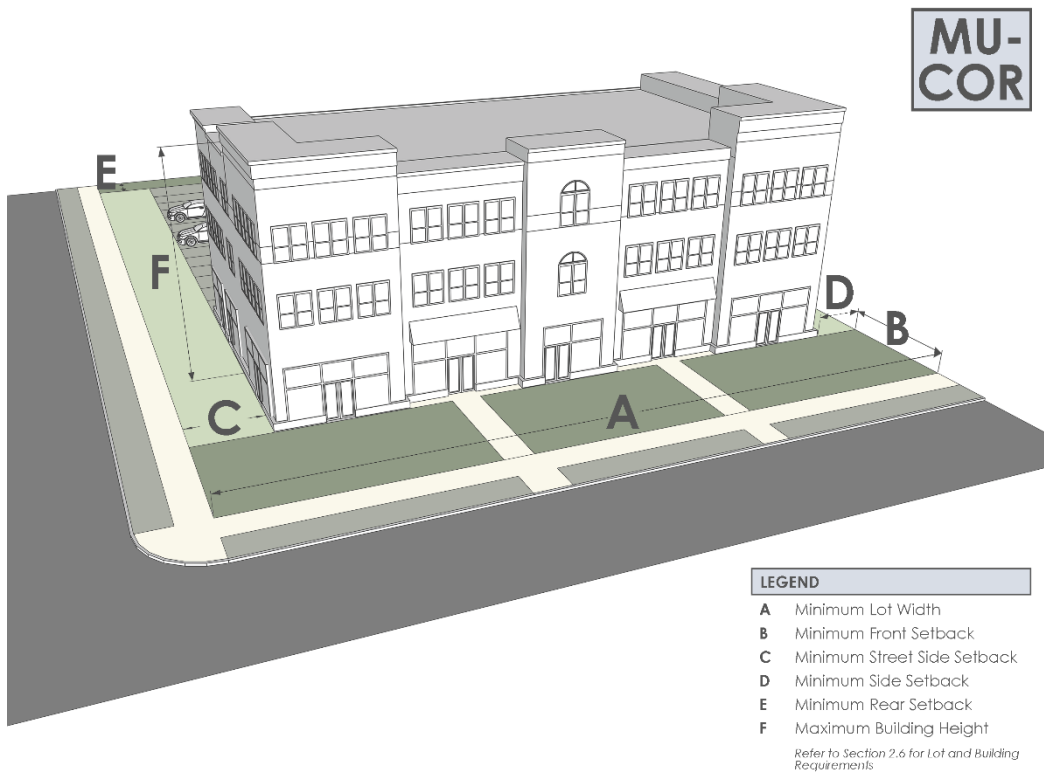 MU-
COR
E
F
D
B
C
A
LEGEND
A Minimum Lot Width
B Minimum Front Setback
C Minimum Street Side Setback
D Minimum Side Setback
E Minimum Rear Setback
F Maximum Building Height
Refer to Section 2.6 for Lot and Building
Requirements